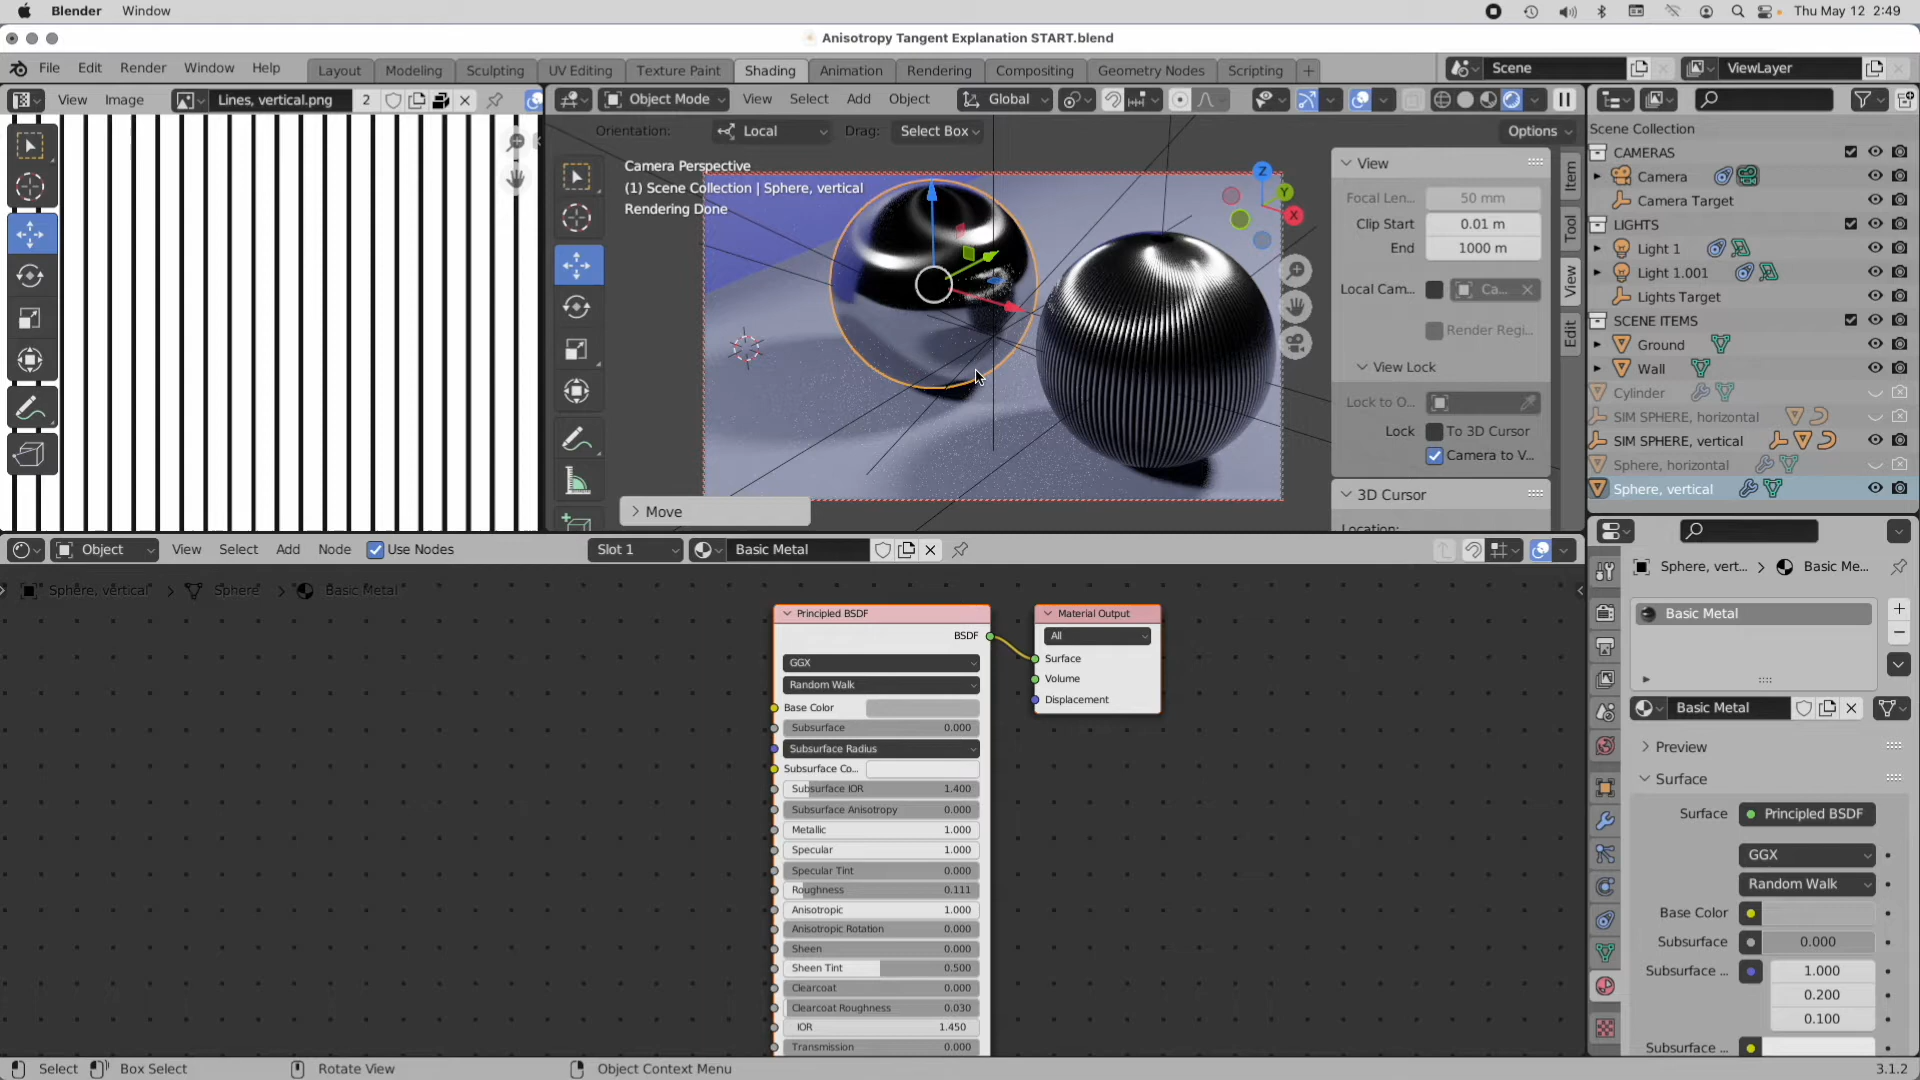 Blender Window Thu May 12 2:49
Anisotropy Tangent Explanation START.blend
File Edit Render Window Help Layout Modeling Sculpting UV Editing Texture Paint Shading Animation Rendering Compositing Geometry Nodes Scripting + Scene ViewLayer
View Image Lines, vertical.png 2 Object Mode View Select Add Object Global
Orientation: Local Drag: Select Box Options
Camera Perspective
(1) Scene Collection | Sphere, vertical
Rendering Done
Z
Y
X
View
Focal Len... 50 mm
Clip Start 0.01 m
End 1000 m
Local Cam... Ca...
Render Regi...
View Lock
Lock to O...
Lock To 3D Cursor
Camera to V...
3D Cursor
Location:
Item
Tool
View
Edit
Move
Scene Collection
CAMERAS
Camera
Camera Target
LIGHTS
Light 1
Light 1.001
Lights Target
SCENE ITEMS
Ground
Wall
Cylinder
SIM SPHERE, horizontal
SIM SPHERE, vertical
Sphere, horizontal
Sphere, vertical
Object View Select Add Node Use Nodes Slot 1 Basic Metal
Sphere, vertical > Sphere > Basic Metal
Principled BSDF
BSDF
GGX
Random Walk
Base Color
Subsurface 0.000
Subsurface Radius
Subsurface Co...
Subsurface IOR 1.400
Subsurface Anisotropy 0.000
Metallic 1.000
Specular 1.000
Specular Tint 0.000
Roughness 0.111
Anisotropic 1.000
Anisotropic Rotation 0.000
Sheen 0.000
Sheen Tint 0.500
Clearcoat 0.000
Clearcoat Roughness 0.030
IOR 1.450
Transmission 0.000
Material Output
All
Surface
Volume
Displacement
Sphere, vert... > Basic Me...
Basic Metal
Basic Metal
Preview
Surface
Surface Principled BSDF
GGX
Random Walk
Base Color
Subsurface 0.000
Subsurface ... 1.000
0.200
0.100
Subsurface ...
Select Box Select Rotate View Object Context Menu 3.1.2